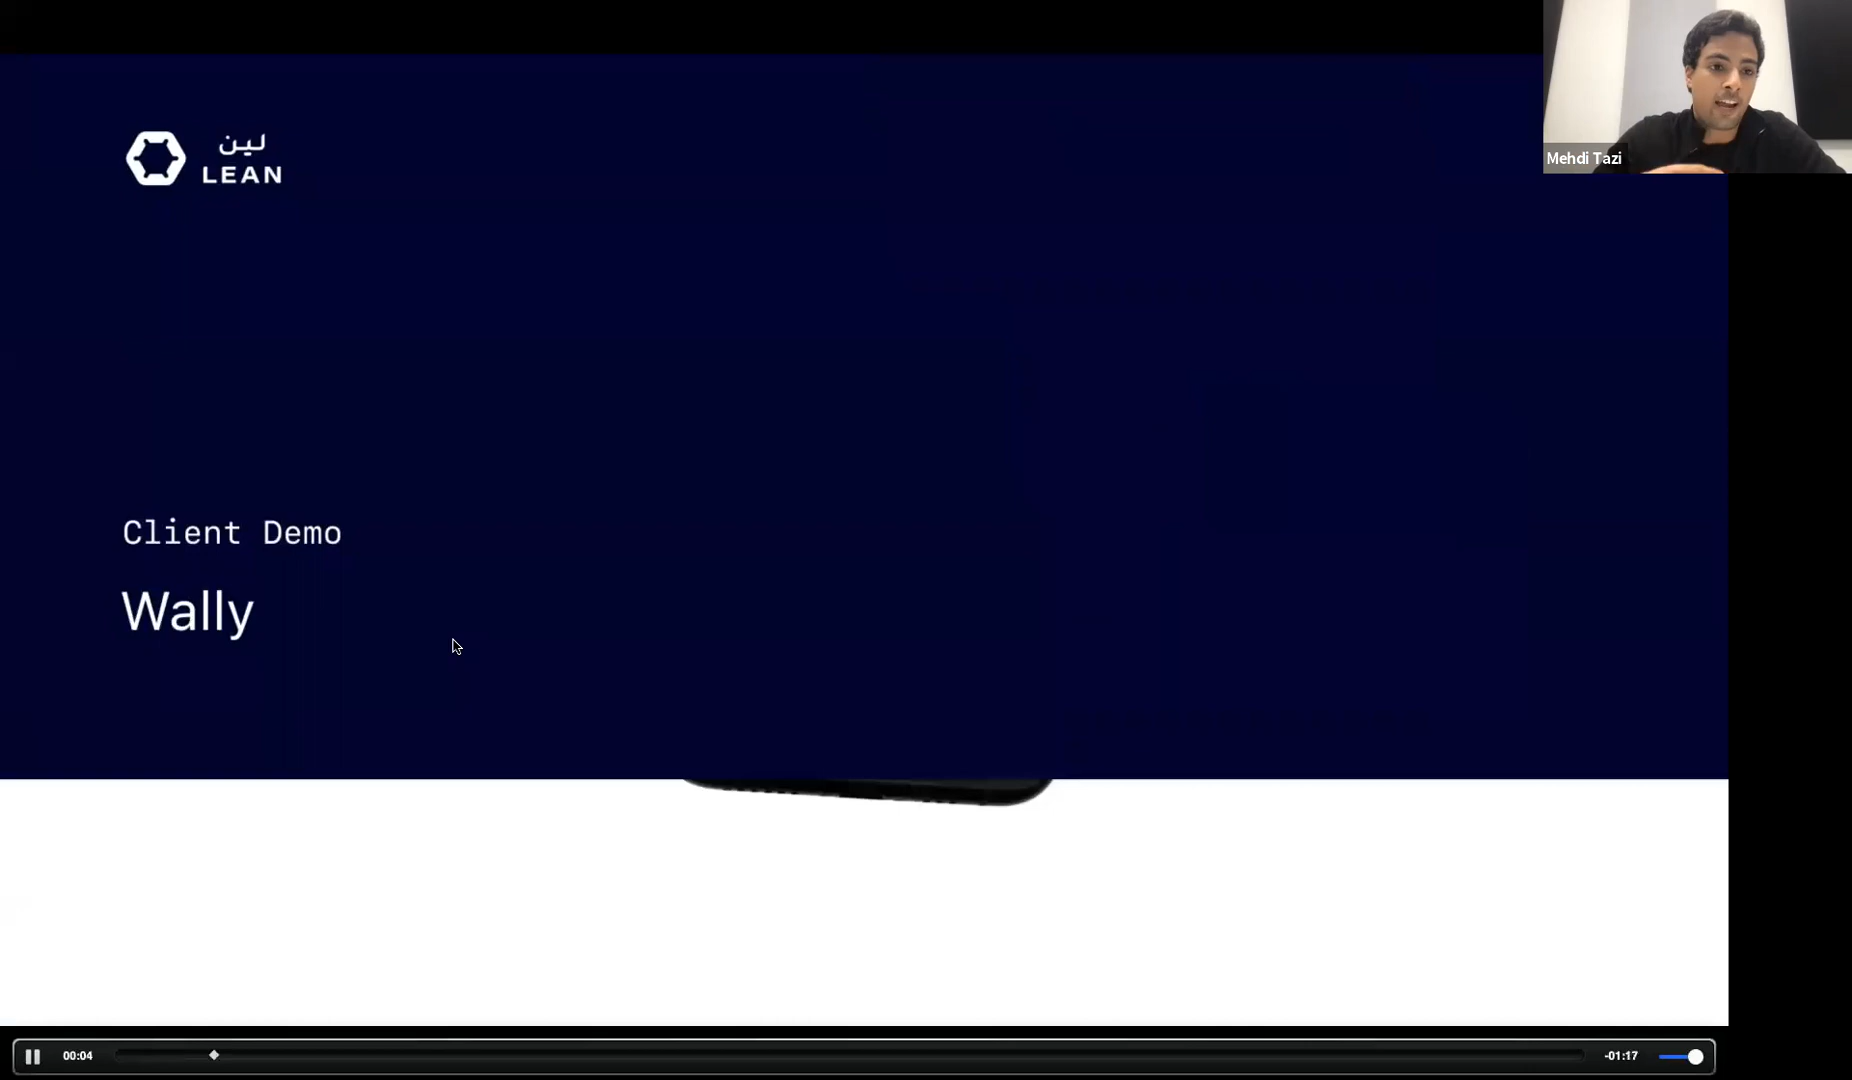 لين
LEAN
Mehdi Tazi
Client Demo
Wally
00:04
-01:17